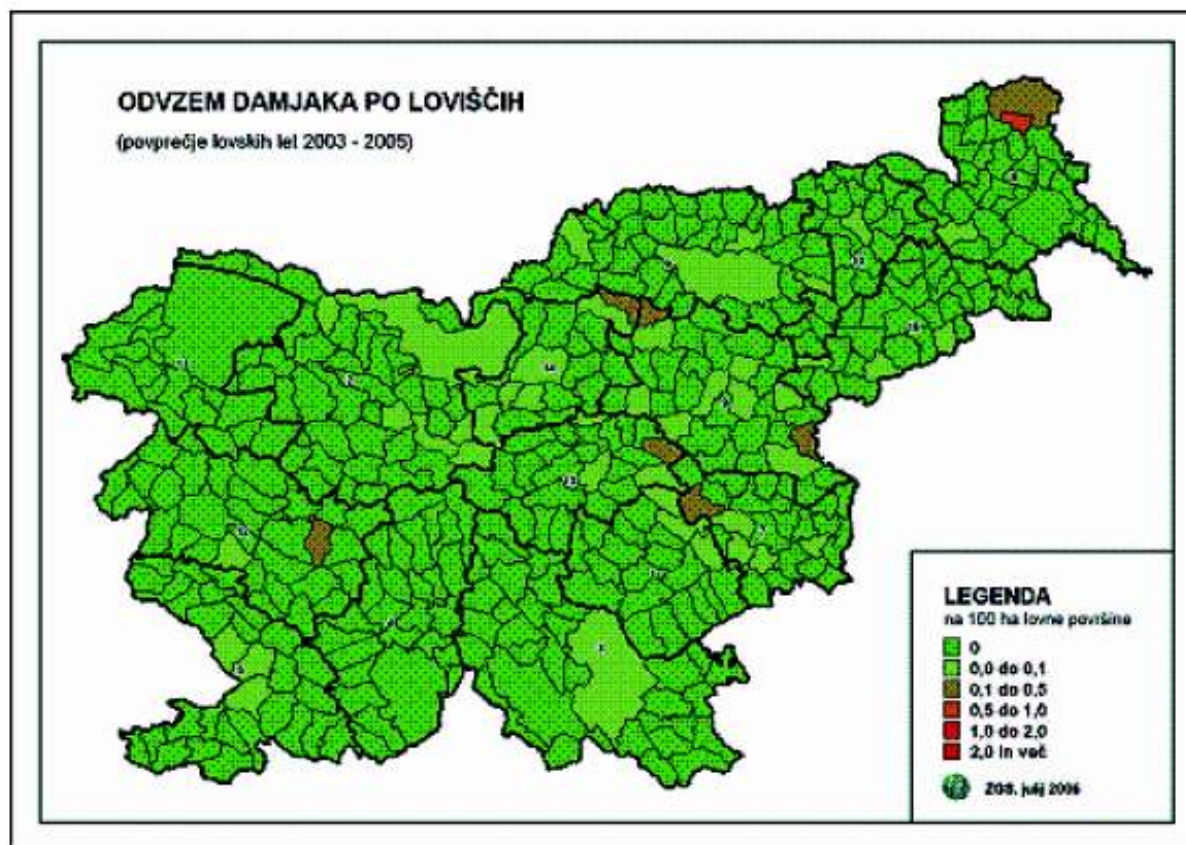 ODVZEM DAMJAKA PO LOVIŠČIH
(povprečje lovskih let 2003 - 2005)
LEGENDA
na 100 ha lovne površine
0
0,0 do 0,1
0,1 do 0,5
0,5 do 1,0
1,0 do 2,0
2,0 in več
ZGS, julij 2006